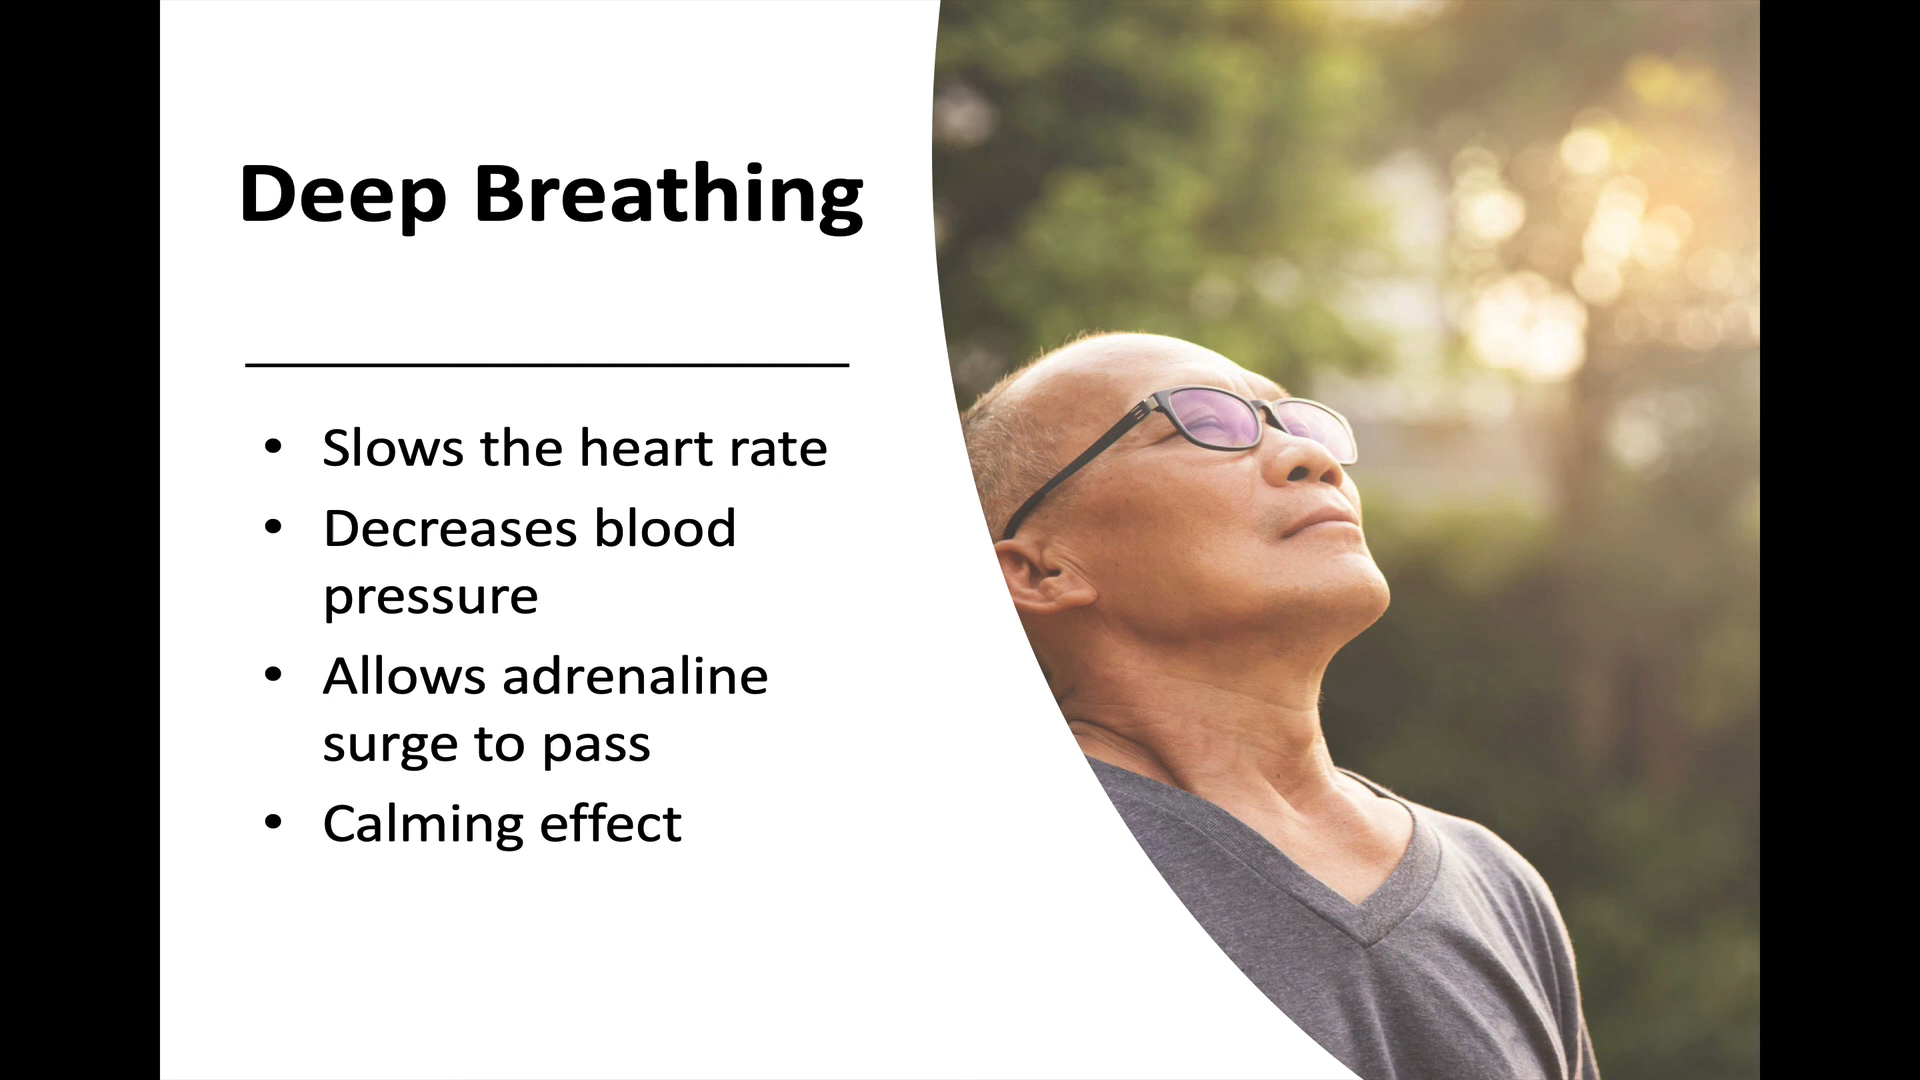 Deep Breathing
• Slows the heart rate
• Decreases blood
pressure
• Allows adrenaline
surge to pass
• Calming effect